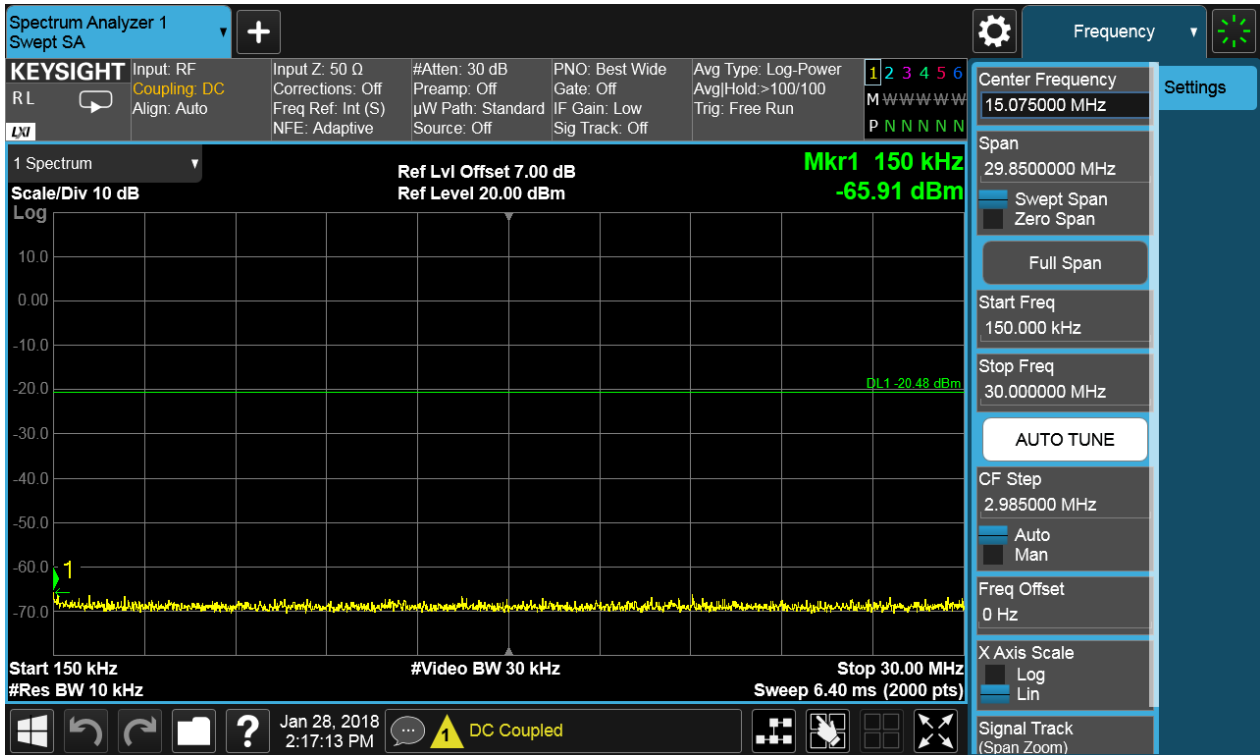 Spectrum Analyzer 1
Swept SA
Frequency
KEYSIGHT
RL
LXI
Input: RF
Coupling: DC
Align: Auto
Input Z: 50 Ω
Corrections: Off
Freq Ref: Int (S)
NFE: Adaptive
#Atten: 30 dB
Preamp: Off
µW Path: Standard
Source: Off
PNO: Best Wide
Gate: Off
IF Gain: Low
Sig Track: Off
Avg Type: Log-Power
Avg|Hold:>100/100
Trig: Free Run
1 2 3 4 5 6
M W W W W W
P N N N N N
1 Spectrum
Scale/Div 10 dB
Log
Ref Lvl Offset 7.00 dB
Ref Level 20.00 dBm
Mkr1 150 kHz
-65.91 dBm
10.0
0.00
-10.0
-20.0
-30.0
-40.0
-50.0
-60.0
-70.0
DL1 -20.48 dBm
1
Start 150 kHz
#Res BW 10 kHz
#Video BW 30 kHz
Stop 30.00 MHz
Sweep 6.40 ms (2000 pts)
Center Frequency
15.075000 MHz
Span
29.8500000 MHz
Swept Span
Zero Span
Full Span
Start Freq
150.000 kHz
Stop Freq
30.000000 MHz
AUTO TUNE
CF Step
2.985000 MHz
Auto
Man
Freq Offset
0 Hz
X Axis Scale
Log
Lin
Signal Track
(Span Zoom)
Settings
?
Jan 28, 2018
2:17:13 PM
1
DC Coupled